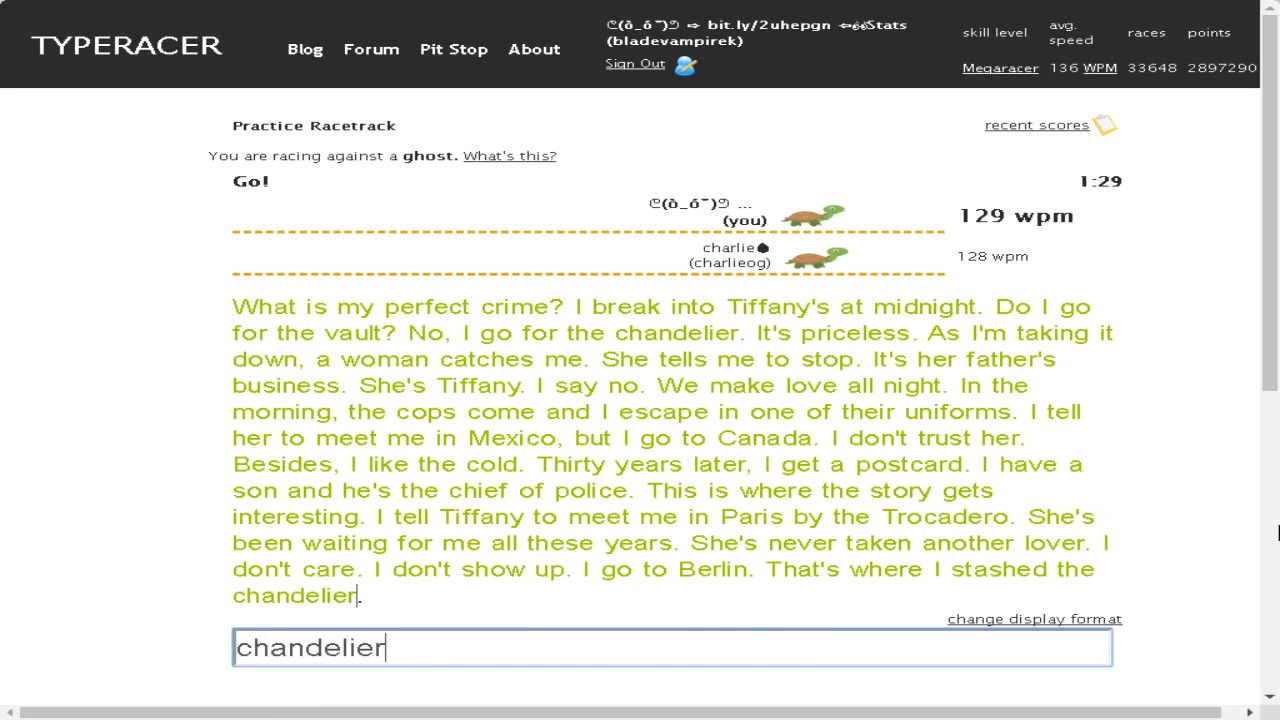 TYPERACER
Blog Forum Pit Stop About
ლ(ò_óˇ)ლ ⇨ bit.ly/2uhepgn Stats
(bladevampirek)
Sign Out
skill level avg. speed races points
Megaracer 136 WPM 33648 2897290
Practice Racetrack
recent scores
You are racing against a ghost. What's this?
Go! 1:29
(ò_óˇ) ...
(you)
129 wpm
charlie
(charlieog)
128 wpm
What is my perfect crime? I break into Tiffany's at midnight. Do I go
for the vault? No, I go for the chandelier. It's priceless. As I'm taking it
down, a woman catches me. She tells me to stop. It's her father's
business. She's Tiffany. I say no. We make love all night. In the
morning, the cops come and I escape in one of their uniforms. I tell
her to meet me in Mexico, but I go to Canada. I don't trust her.
Besides, I like the cold. Thirty years later, I get a postcard. I have a
son and he's the chief of police. This is where the story gets
interesting. I tell Tiffany to meet me in Paris by the Trocadero. She's
been waiting for me all these years. She's never taken another lover. I
don't care. I don't show up. I go to Berlin. That's where I stashed the
chandelier.
change display format
chandelier